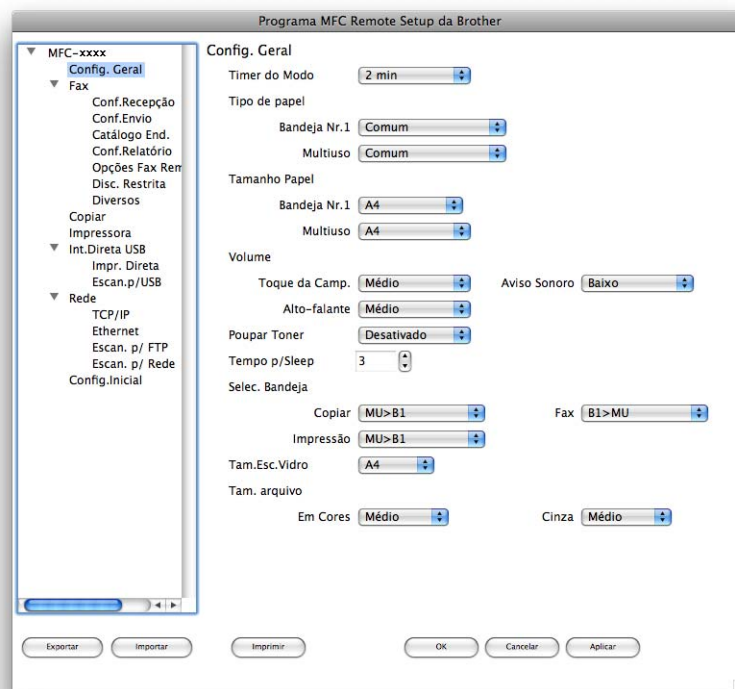 Programa MFC Remote Setup da Brother
MFC-xxxx
Config. Geral
Fax
Conf.Recepção
Conf.Envio
Catálogo End.
Conf.Relatório
Opções Fax Rem
Disc. Restrita
Diversos
Copiar
Impressora
Int.Direta USB
Impr. Direta
Escan.p/USB
Rede
TCP/IP
Ethernet
Escan. p/ FTP
Escan. p/ Rede
Config.Inicial
Config. Geral
Timer do Modo 2 min
Tipo de papel
Bandeja Nr.1 Comum
Multiuso Comum
Tamanho Papel
Bandeja Nr.1 A4
Multiuso A4
Volume
Toque da Camp. Médio Aviso Sonoro Baixo
Alto-falante Médio
Poupar Toner Desativado
Tempo p/Sleep 3
Selec. Bandeja
Copiar MU>B1 Fax B1>MU
Impressão MU>B1
Tam.Esc.Vidro A4
Tam. arquivo
Em Cores Médio Cinza Médio
Exportar Importar Imprimir OK Cancelar Aplicar